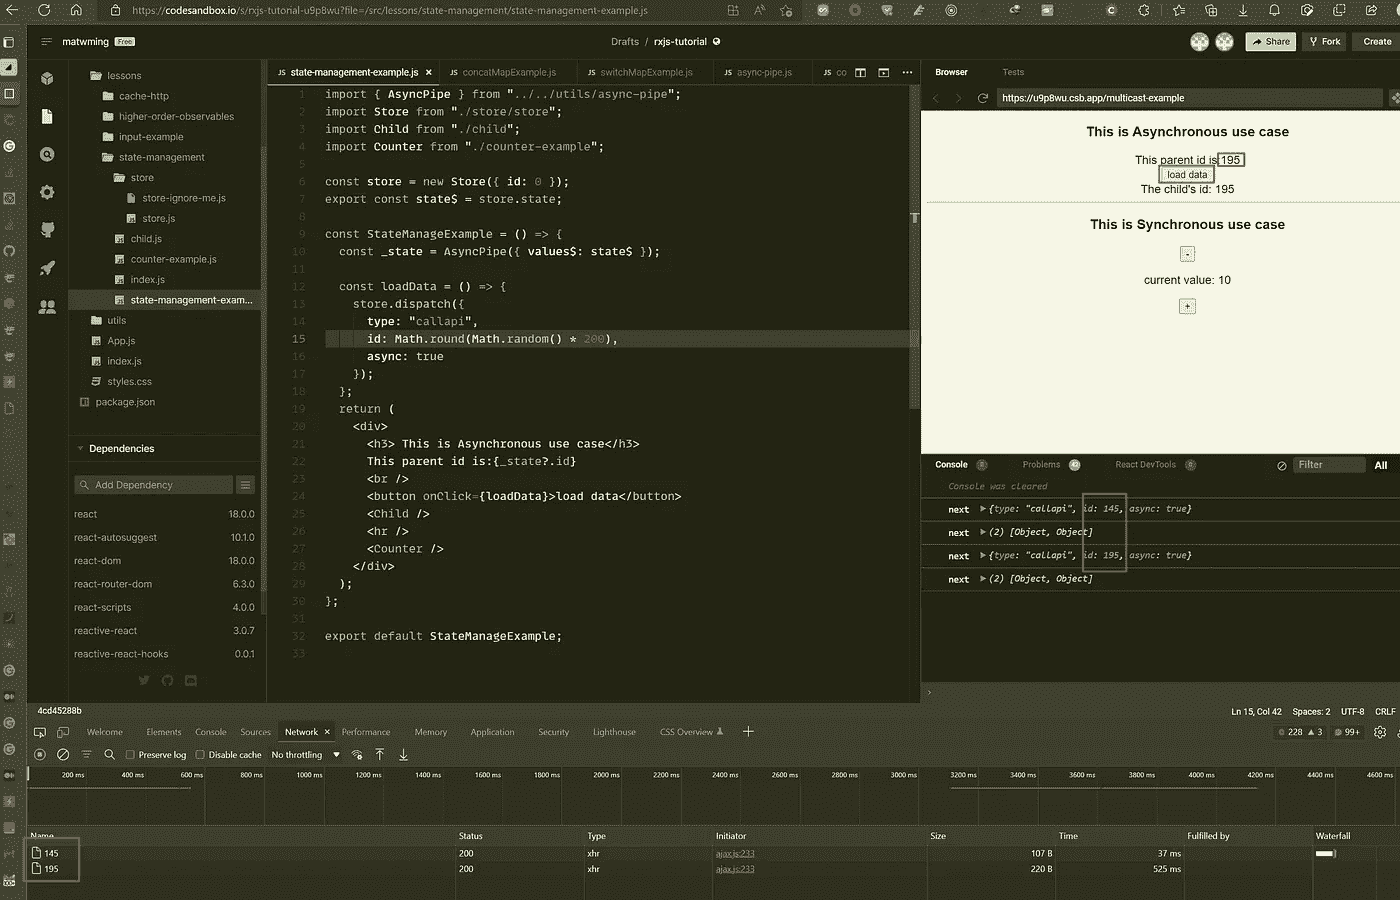 https://codesandbox.io/s/rxjs-tutorial-u9p8wu?file=/src/lessons/state-management/state-management-example.js
matwming Free
Drafts / rxjs-tutorial
Share
Fork
Create
lessons
cache-http
higher-order-observables
input-example
state-management
store
store-ignore-me.js
store.js
child.js
counter-example.js
index.js
state-management-exam...
utils
App.js
index.js
styles.css
package.json
Dependencies
Add Dependency
react 18.0.0
react-autosuggest 10.1.0
react-dom 18.0.0
react-router-dom 6.3.0
react-scripts 4.0.0
reactive-react 3.0.7
reactive-react-hooks 0.0.1
JS state-management-example.js × JS concatMapExample.js JS switchMapExample.js JS async-pipe.js JS co
1 import { AsyncPipe } from "../../utils/async-pipe";
2 import Store from "./store/store";
3 import Child from "./child";
4 import Counter from "./counter-example";
5
6 const store = new Store({ id: 0 });
7 export const state$ = store.state;
8
9 const StateManageExample = () => {
10 const _state = AsyncPipe({ values$: state$ });
11
12 const loadData = () => {
13 store.dispatch({
14 type: "callapi",
15 id: Math.round(Math.random() * 200),
16 async: true
17 });
18 };
19 return (
20 <div>
21 <h3> This is Asynchronous use case</h3>
22 This parent id is:{_state?.id}
23 <br />
24 <button onClick={loadData}>load data</button>
25 <Child />
26 <hr />
27 <Counter />
28 </div>
29 );
30 };
31
32 export default StateManageExample;
33
Browser Tests
https://u9p8wu.csb.app/multicast-example
This is Asynchronous use case
This parent id is 195
load data
The child's id: 195
This is Synchronous use case
-
current value: 10
+
Console Problems 42 React DevTools Filter All
Console was cleared
next ▶{type: "callapi", id: 145, async: true}
next ▶(2) [Object, Object]
next ▶{type: "callapi", id: 195, async: true}
next ▶(2) [Object, Object]
4cd45288b
Ln 15, Col 42 Spaces: 2 UTF-8 CRLF
Welcome Elements Console Sources Network × Performance Memory Application Security Lighthouse CSS Overview
228 3 99+
Preserve log Disable cache No throttling
200 ms 400 ms 600 ms 800 ms 1000 ms 1200 ms 1400 ms 1600 ms 1800 ms 2000 ms 2200 ms 2400 ms 2600 ms 2800 ms 3000 ms 3200 ms 3400 ms 3600 ms 3800 ms 4000 ms 4200 ms 4400 ms 4600 ms
Name Status Type Initiator Size Time Fulfilled by Waterfall
145 200 xhr ajax.js:233 107 B 37 ms
195 200 xhr ajax.js:233 220 B 525 ms